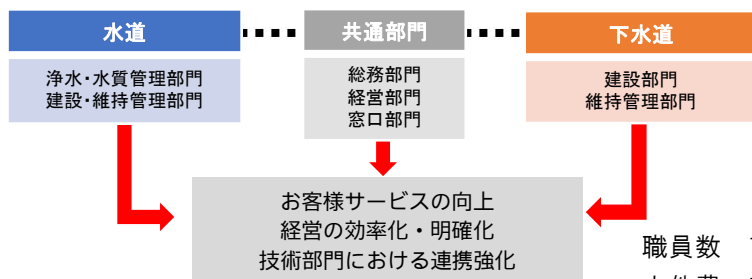 水道
共通部門
下水道
浄水・水質管理部門
建設・維持管理部門
総務部門
経営部門
窓口部門
建設部門
維持管理部門
お客様サービスの向上
経営の効率化・明確化
技術部門における連携強化
職員数